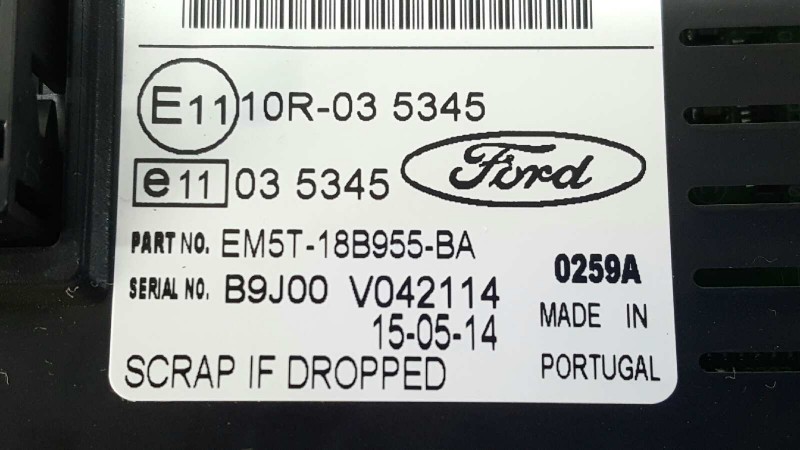 E11 10R-03 5345
e11 03 5345 Ford
PART NO. EM5T-18B955-BA
0259A
SERIAL NO. B9J00 V042114
15-05-14
MADE IN
PORTUGAL
SCRAP IF DROPPED